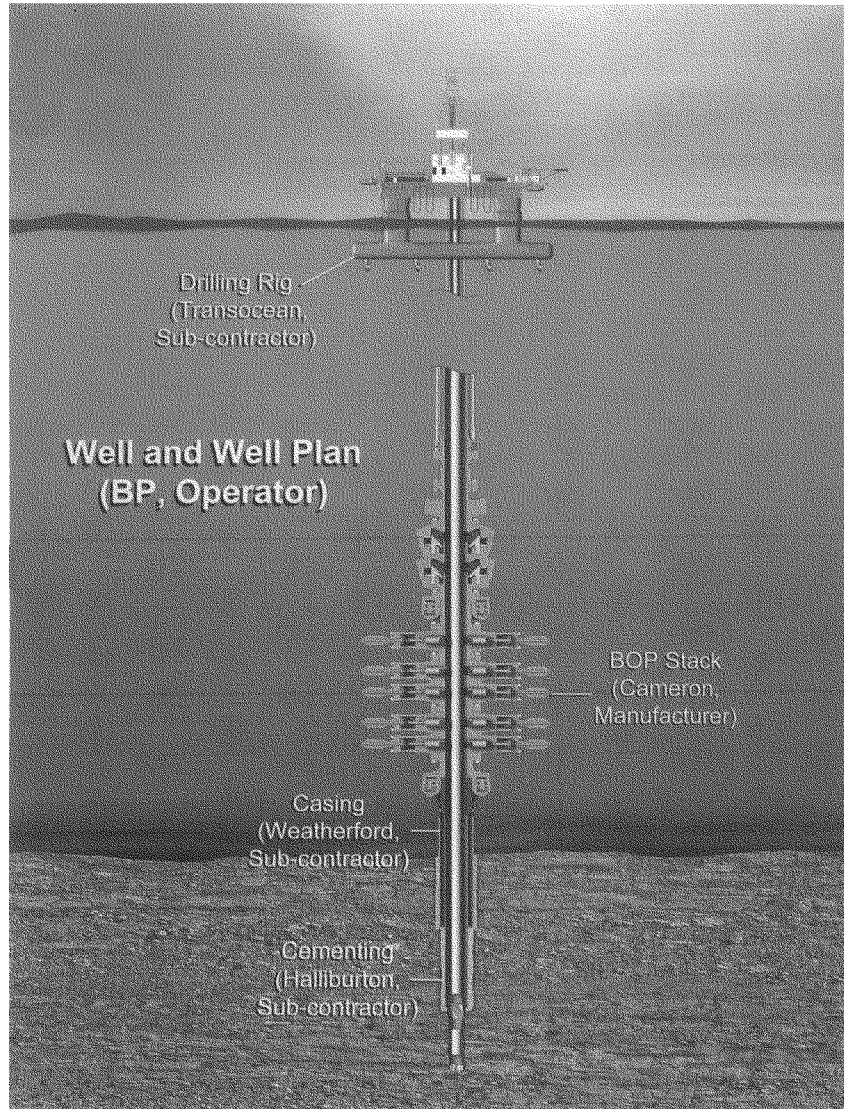 Drilling Rig
(Transocean,
Sub-contractor)
Well and Well Plan
(BP, Operator)
BOP Stack
(Cameron,
Manufacturer)
Casing
(Weatherford,
Sub-contractor)
Cementing
(Halliburton,
Sub-contractor)